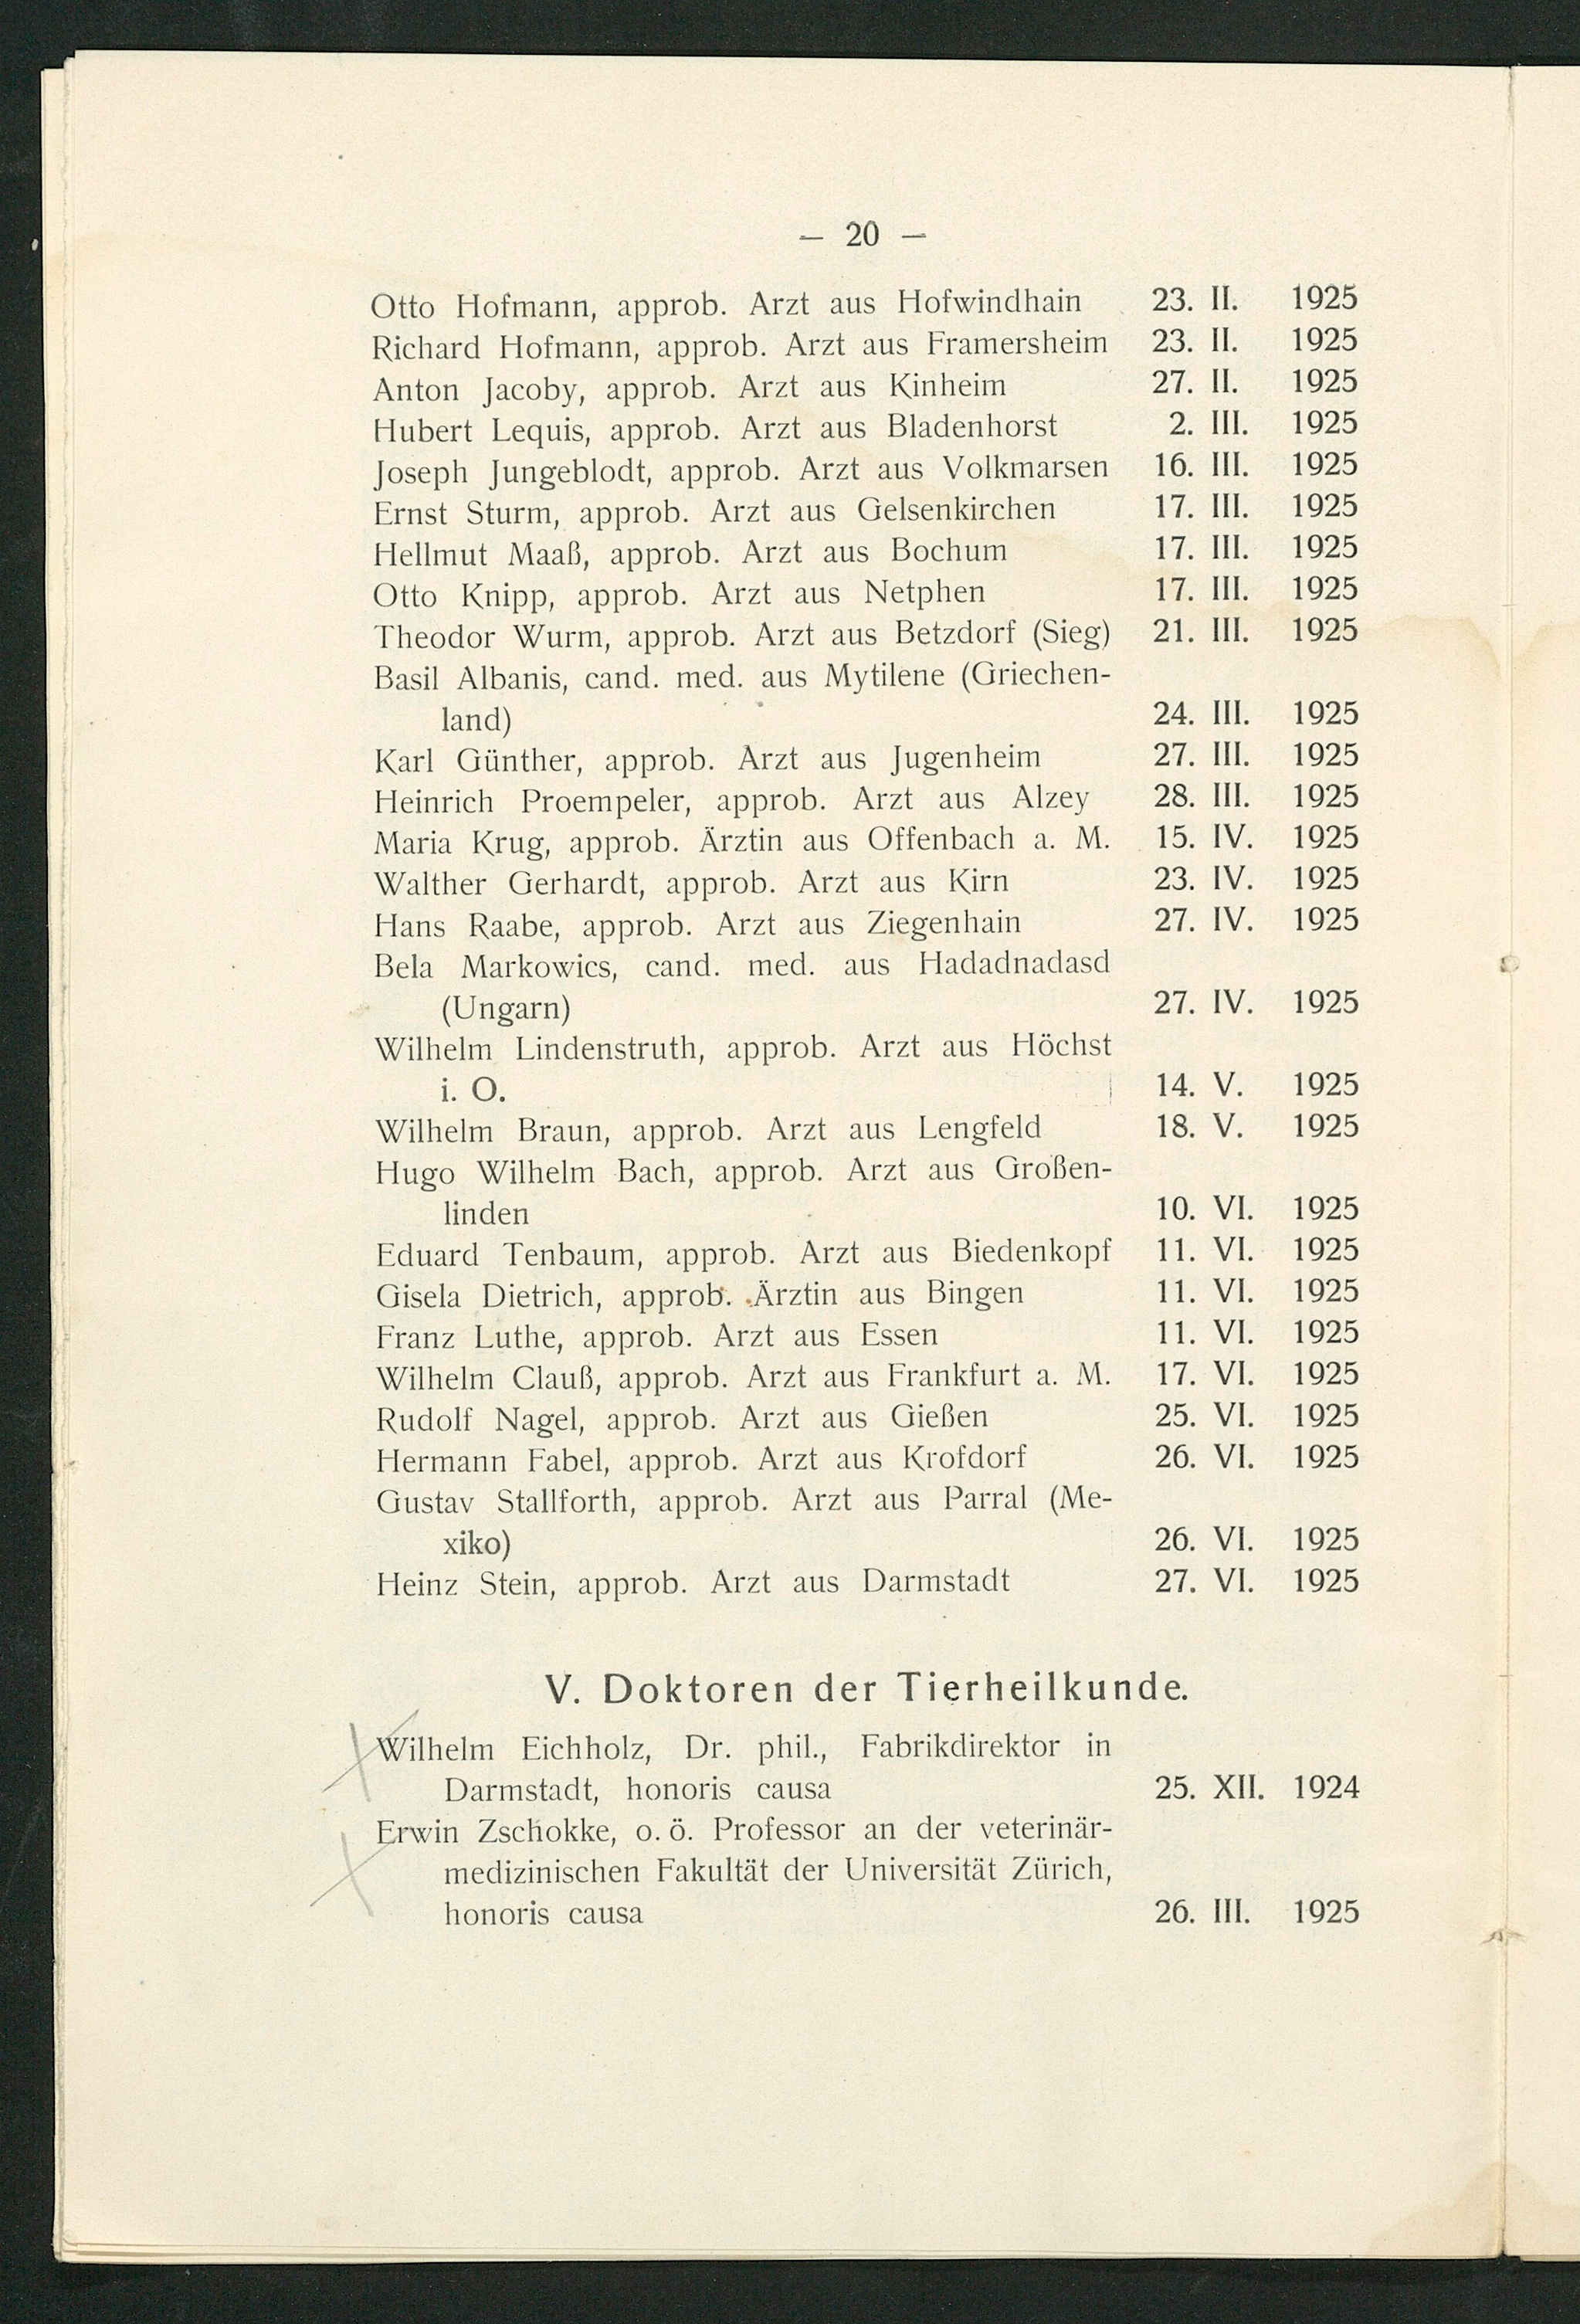 — 20 —
Otto Hofmann, approb. Arzt aus Hofwindhain 23. II. 1925
Richard Hofmann, approb. Arzt aus Framersheim 23. II. 1925
Anton Jacoby, approb. Arzt aus Kinheim 27. II. 1925
Hubert Lequis, approb. Arzt aus Bladenhorst 2. III. 1925
Joseph Jungeblodt, approb. Arzt aus Volkmarsen 16. III. 1925
Ernst Sturm, approb. Arzt aus Gelsenkirchen 17. III. 1925
Hellmut Maaß, approb. Arzt aus Bochum 17. III. 1925
Otto Knipp, approb. Arzt aus Netphen 17. III. 1925
Theodor Wurm, approb. Arzt aus Betzdorf (Sieg) 21. III. 1925
Basil Albanis, cand. med. aus Mytilene (Griechen-
land) 24. III. 1925
Karl Günther, approb. Arzt aus Jugenheim 27. III. 1925
Heinrich Proempeler, approb. Arzt aus Alzey 28. III. 1925
Maria Krug, approb. Ärztin aus Offenbach a. M. 15. IV. 1925
Walther Gerhardt, approb. Arzt aus Kirn 23. IV. 1925
Hans Raabe, approb. Arzt aus Ziegenhain 27. IV. 1925
Bela Markowics, cand. med. aus Hadadnadasd
(Ungarn) 27. IV. 1925
Wilhelm Lindenstruth, approb. Arzt aus Höchst
i. O. 14. V. 1925
Wilhelm Braun, approb. Arzt aus Lengfeld 18. V. 1925
Hugo Wilhelm Bach, approb. Arzt aus Großen-
linden 10. VI. 1925
Eduard Tenbaum, approb. Arzt aus Biedenkopf 11. VI. 1925
Gisela Dietrich, approb. Ärztin aus Bingen 11. VI. 1925
Franz Luthe, approb. Arzt aus Essen 11. VI. 1925
Wilhelm Clauß, approb. Arzt aus Frankfurt a. M. 17. VI. 1925
Rudolf Nagel, approb. Arzt aus Gießen 25. VI. 1925
Hermann Fabel, approb. Arzt aus Krofdorf 26. VI. 1925
Gustav Stallforth, approb. Arzt aus Parral (Me-
xiko) 26. VI. 1925
Heinz Stein, approb. Arzt aus Darmstadt 27. VI. 1925
V. Doktoren der Tierheilkunde.
Wilhelm Eichholz, Dr. phil., Fabrikdirektor in
Darmstadt, honoris causa 25. XII. 1924
Erwin Zschokke, o. ö. Professor an der veterinär-
medizinischen Fakultät der Universität Zürich,
honoris causa 26. III. 1925